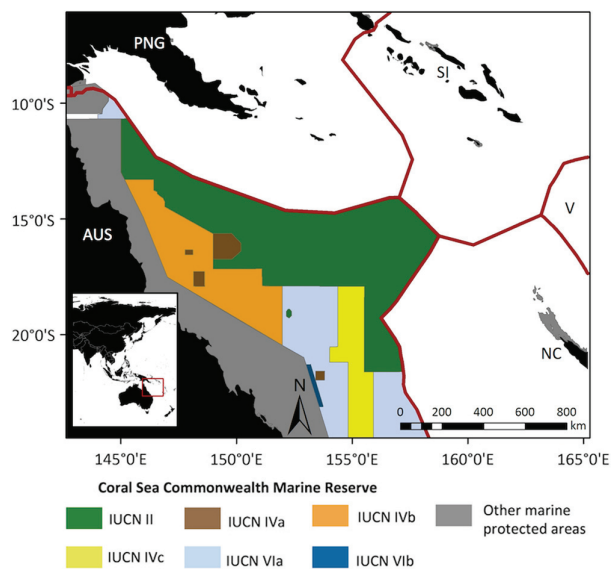 PNG
SI
10°0'S
15°0'S
V
AUS
20°0'S
NC
N
0 200 400 600 800
km
145°0'E 150°0'E 155°0'E 160°0'E 165°0'E
Coral Sea Commonwealth Marine Reserve
IUCN II IUCN IVa IUCN IVb Other marine
protected areas
IUCN IVc IUCN VIa IUCN VIb